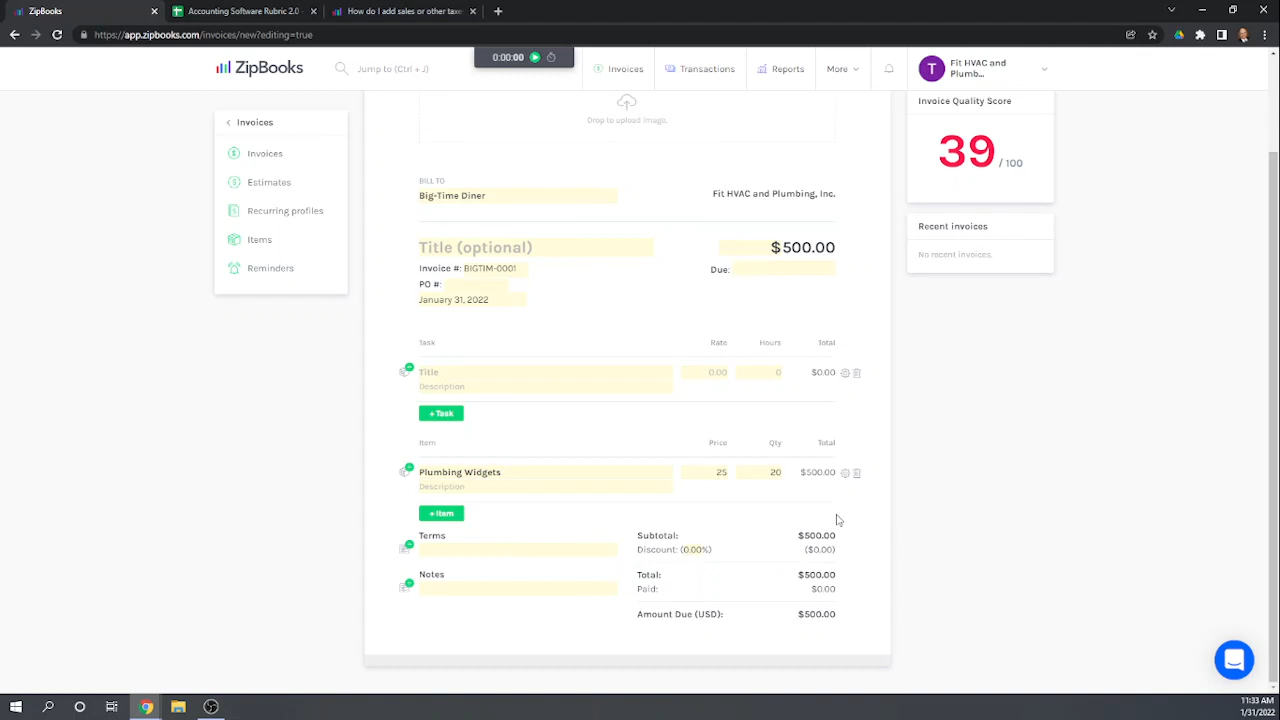 ZipBooks
Accounting Software Rubric 2.0 -
How do I add sales or other taxe
https://app.zipbooks.com/invoices/new?editing=true
ZipBooks
Jump to (Ctrl + J)
0:00:00
Invoices
Transactions
Reports
More
T
Fit HVAC and
Plumb...
Invoices
Invoices
Estimates
Recurring profiles
Items
Reminders
Drop to upload image.
BILL TO
Big-Time Diner
Fit HVAC and Plumbing, Inc.
Title (optional)
$500.00
Invoice #: BIGTIM-0001
Due:
PO #:
January 31, 2022
Task Rate Hours Total
Title 0.00 0 $0.00
Description
+ Task
Item Price Qty Total
Plumbing Widgets 25 20 $500.00
Description
+ Item
Terms
Notes
Subtotal: $500.00
Discount: (0.00%) ($0.00)
Total: $500.00
Paid: $0.00
Amount Due (USD): $500.00
Invoice Quality Score
39 / 100
Recent invoices
No recent invoices.
11:33 AM
1/31/2022